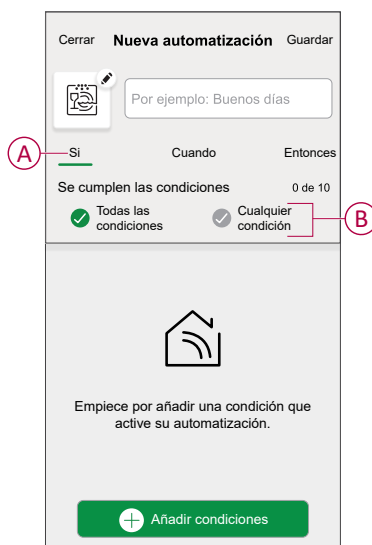 Cerrar Nueva automatización Guardar
Por ejemplo: Buenos días
A Si Cuando Entonces
Se cumplen las condiciones 0 de 10
Todas las condiciones
Cualquier condición
B
Empiece por añadir una condición que
active su automatización.
Añadir condiciones